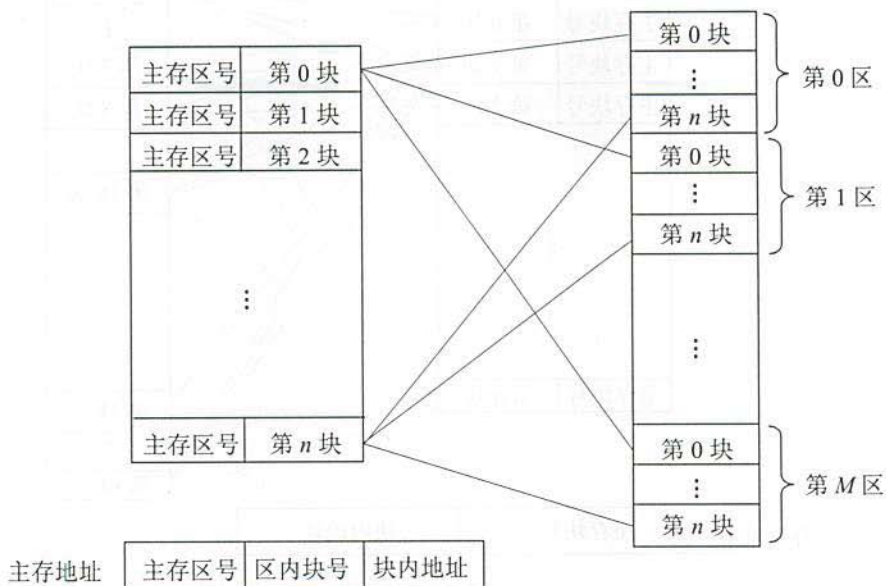 主存区号 第0块
主存区号 第1块
主存区号 第2块
⋮
主存区号 第n块
第0块
⋮
第n块
第0区
第0块
⋮
第n块
第1区
⋮
第0块
⋮
第n块
第M区
主存地址 主存区号 区内块号 块内地址